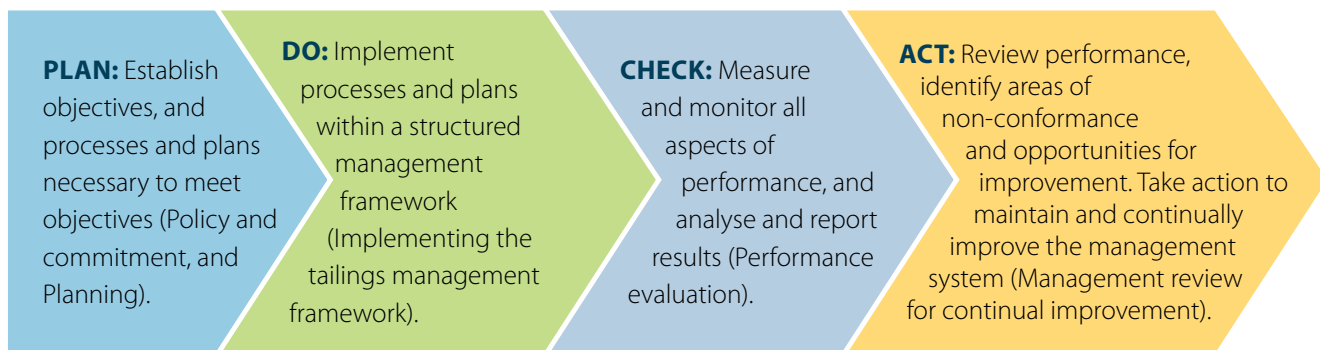 PLAN: Establish
objectives, and
processes and plans
necessary to meet
objectives (Policy and
commitment, and
Planning).
DO: Implement
processes and plans
within a structured
management
framework
(Implementing the
tailings management
framework).
CHECK: Measure
and monitor all
aspects of
performance, and
analyse and report
results (Performance
evaluation).
ACT: Review performance,
identify areas of
non-conformance
and opportunities for
improvement. Take action to
maintain and continually
improve the management
system (Management review
for continual improvement).